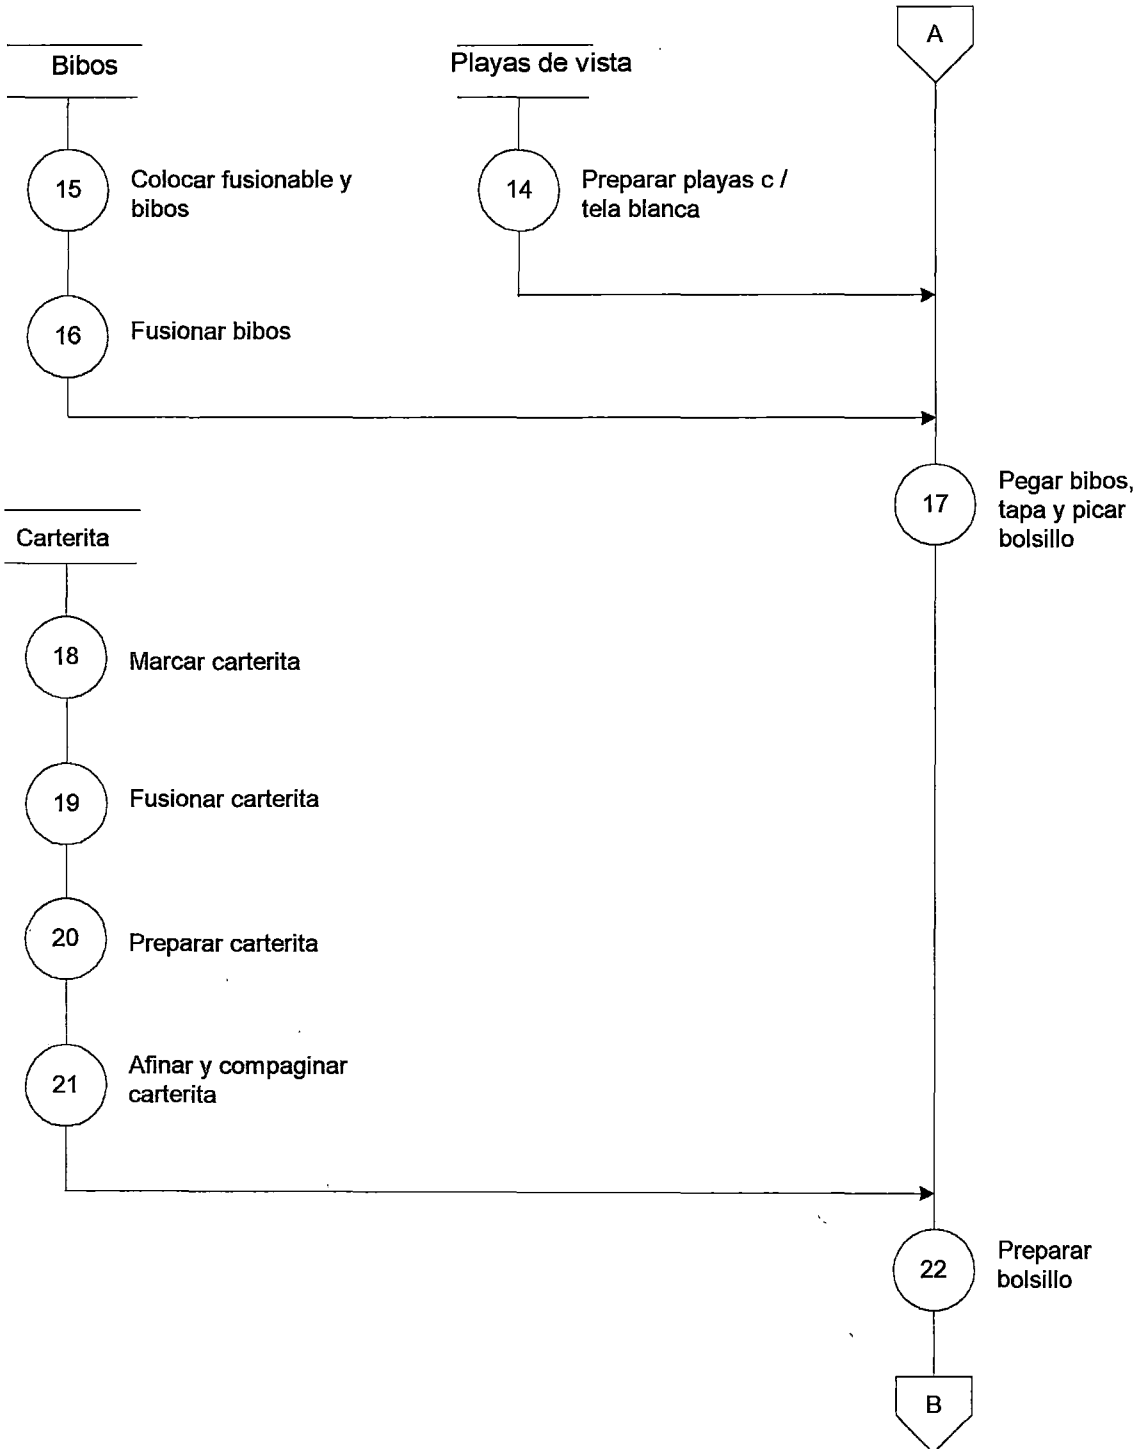 A
Bibos
Playas de vista
15
Colocar fusionable y
bibos
14
Preparar playas c /
tela blanca
16
Fusionar bibos
17
Pegar bibos,
tapa y picar
bolsillo
Carterita
18
Marcar carterita
19
Fusionar carterita
20
Preparar carterita
21
Afinar y compaginar
carterita
22
Preparar
bolsillo
B